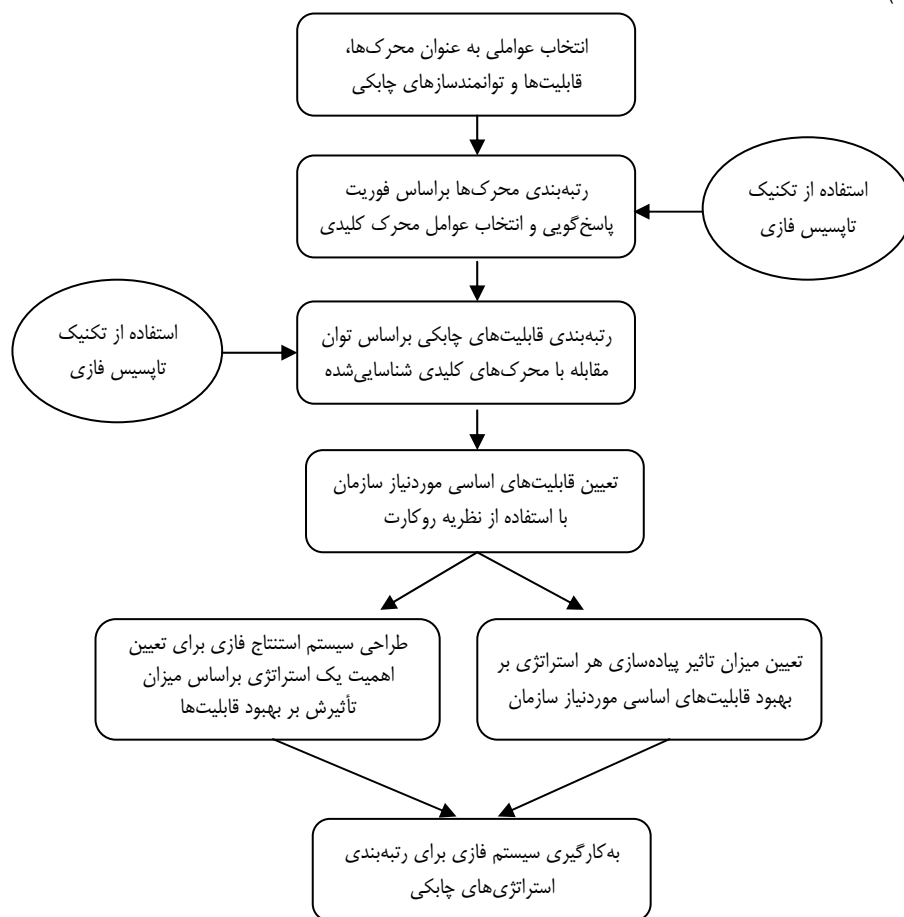 (
انتخاب عواملی به عنوان محرک‌ها،
قابلیت‌ها و توانمندسازهای چابکی
رتبه‌بندی محرک‌ها براساس فوریت
پاسخ‌گویی و انتخاب عوامل محرک کلیدی
استفاده از تکنیک
تاپسیس فازی
رتبه‌بندی قابلیت‌های چابکی براساس توان
مقابله با محرک‌های کلیدی شناسایی‌شده
استفاده از تکنیک
تاپسیس فازی
تعیین قابلیت‌های اساسی موردنیاز سازمان
با استفاده از نظریه روکارت
تعیین میزان تاثیر پیاده‌سازی هر استراتژی بر
بهبود قابلیت‌های اساسی موردنیاز سازمان
طراحی سیستم استنتاج فازی برای تعیین
اهمیت یک استراتژی براساس میزان
تأثیرش بر بهبود قابلیت‌ها
به‌کارگیری سیستم فازی برای رتبه‌بندی
استراتژی‌های چابکی